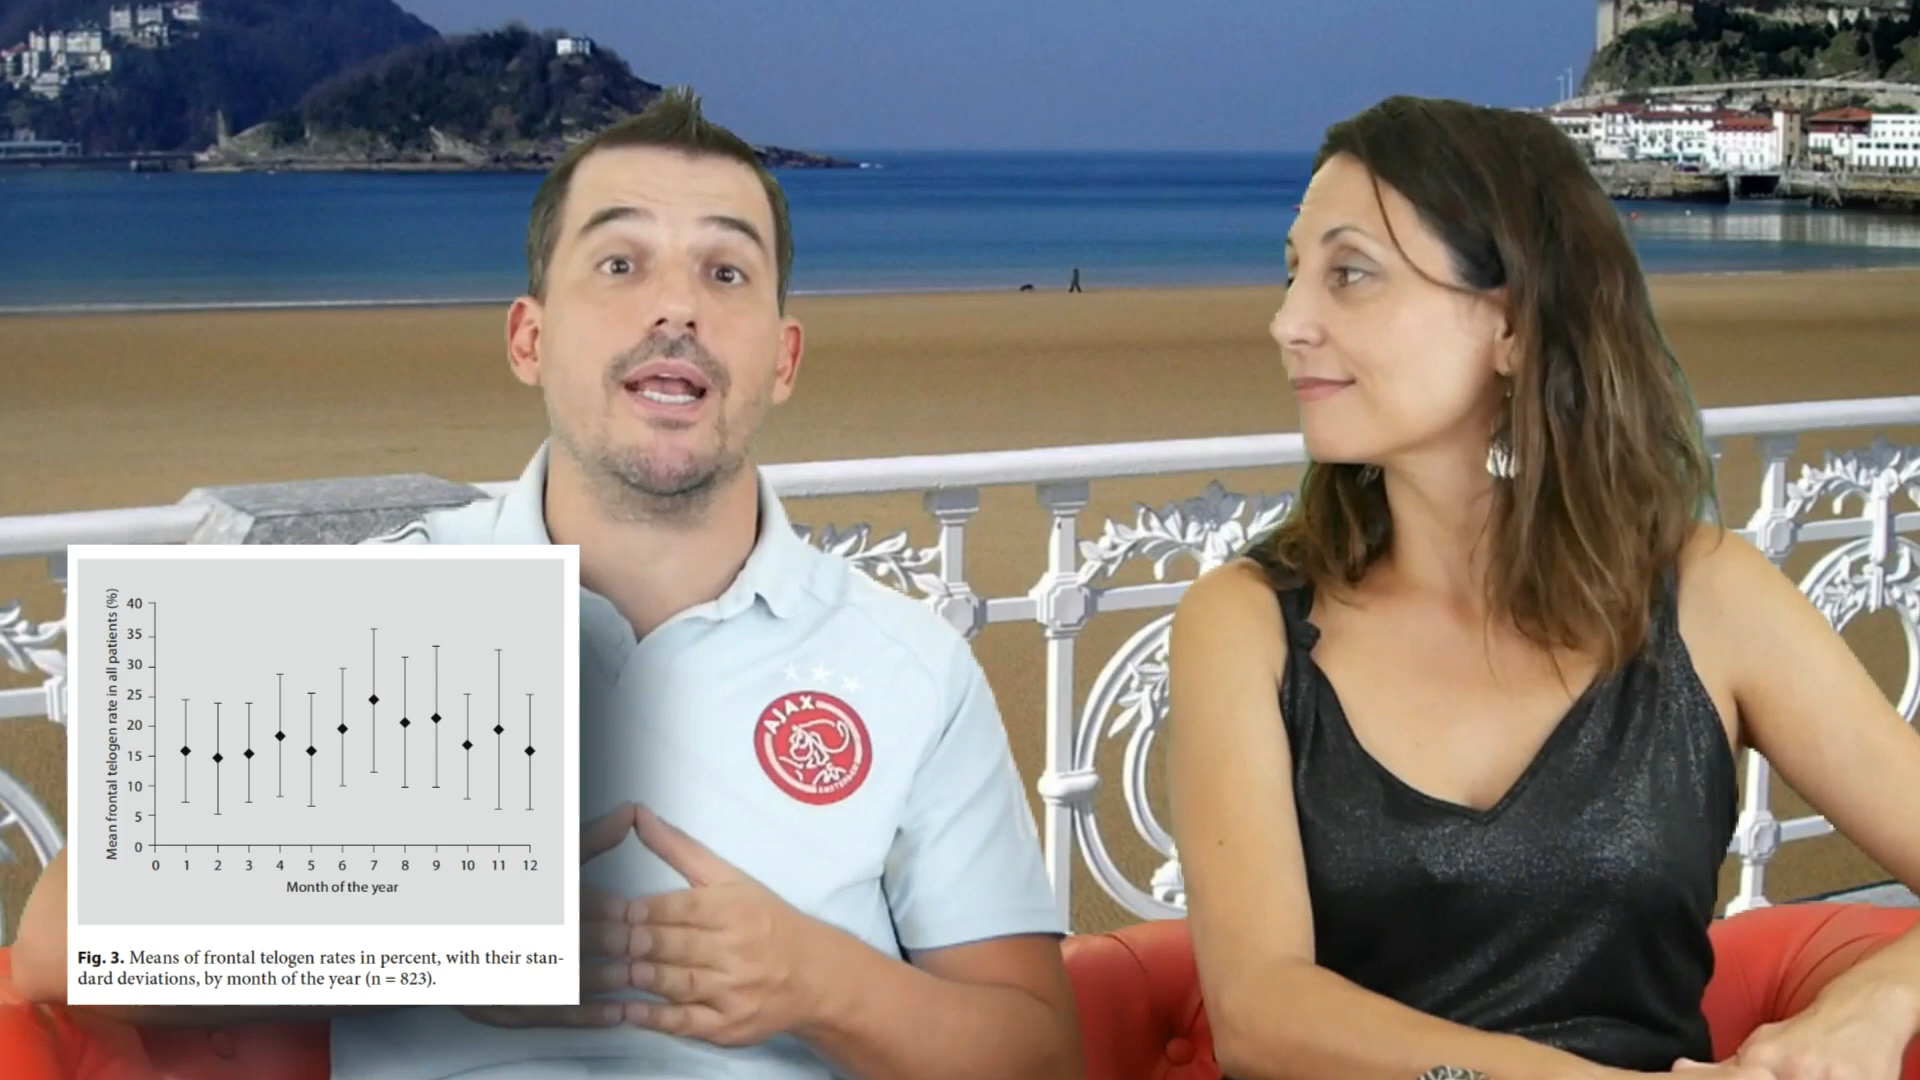 AJAX
AMSTERDAM
Mean frontal telogen rate in all patients (%)
40
35
30
25
20
15
10
5
0
0 1 2 3 4 5 6 7 8 9 10 11 12
Month of the year
Fig. 3. Means of frontal telogen rates in percent, with their stan-
dard deviations, by month of the year (n = 823).